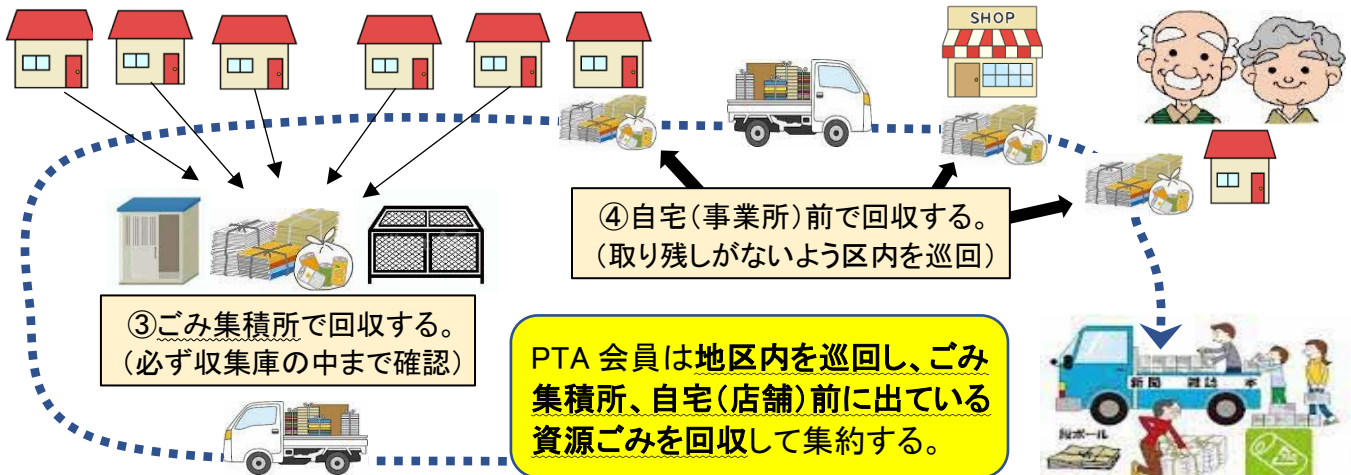 SHOP
④自宅(事業所)前で回収する。
(取り残しがないよう区内を巡回)
③ごみ集積所で回収する。
(必ず収集庫の中まで確認)
PTA 会員は地区内を巡回し、ごみ
集積所、自宅(店舗)前に出ている
資源ごみを回収して集約する。
新聞 雑誌 本
段ボール